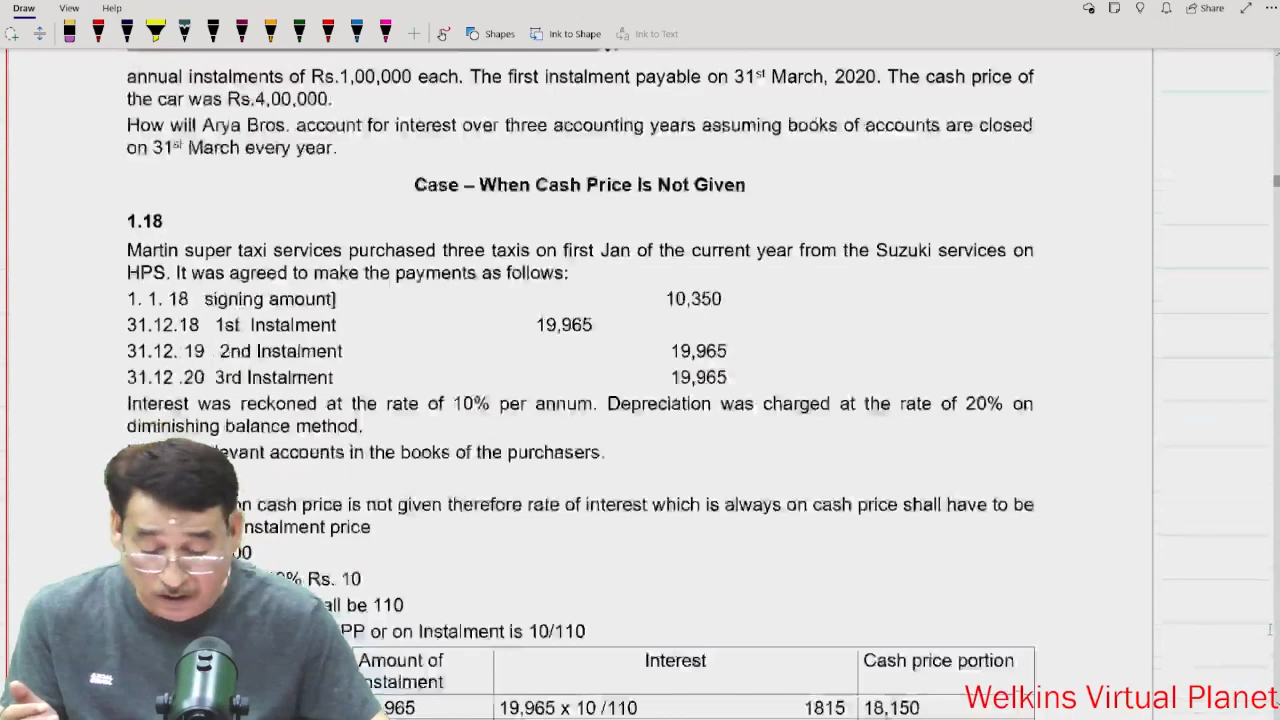 Draw View Help Share
Shapes Ink to Shape Ink to Text
annual instalments of Rs.1,00,000 each. The first instalment payable on 31st March, 2020. The cash price of
the car was Rs.4,00,000.
How will Arya Bros. account for interest over three accounting years assuming books of accounts are closed
on 31st March every year.
Case – When Cash Price Is Not Given
1.18
Martin super taxi services purchased three taxis on first Jan of the current year from the Suzuki services on
HPS. It was agreed to make the payments as follows:
1. 1. 18 signing amount] 10,350
31.12.18 1st Instalment 19,965
31.12. 19 2nd Instalment 19,965
31.12 .20 3rd Instalment 19,965
Interest was reckoned at the rate of 10% per annum. Depreciation was charged at the rate of 20% on
diminishing balance method.
accounts in the books of the purchasers.
cash price is not given therefore rate of interest which is always on cash price shall have to be
nstalment price
00
% Rs. 10
be 110
PP or on Instalment is 10/110
Amount of Interest Cash price portion
nstalment
965 19,965 x 10 /110 1815 18,150
Welkins Virtual Planet